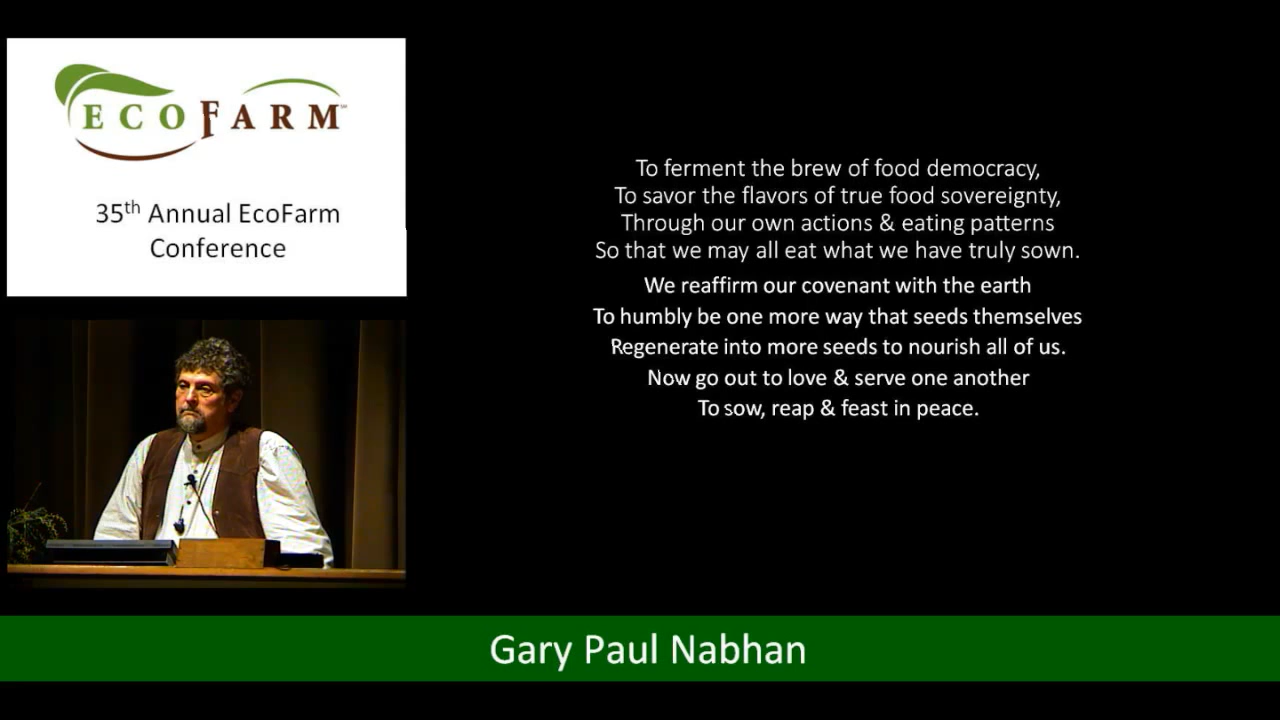 ECOFARM℠
35th Annual EcoFarm
Conference
To ferment the brew of food democracy,
To savor the flavors of true food sovereignty,
Through our own actions & eating patterns
So that we may all eat what we have truly sown.
We reaffirm our covenant with the earth
To humbly be one more way that seeds themselves
Regenerate into more seeds to nourish all of us.
Now go out to love & serve one another
To sow, reap & feast in peace.
Gary Paul Nabhan